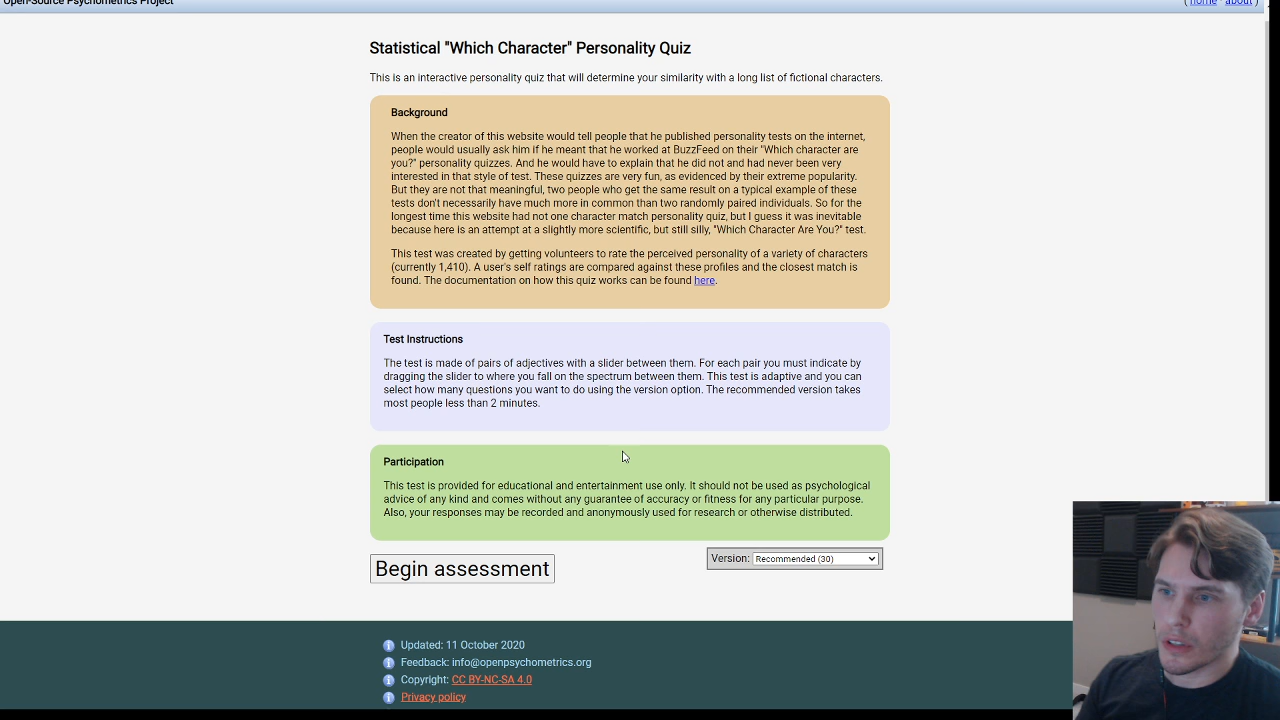 Open-Source Psychometrics Project
( home · about )
Statistical "Which Character" Personality Quiz
This is an interactive personality quiz that will determine your similarity with a long list of fictional characters.
Background
When the creator of this website would tell people that he published personality tests on the internet,
people would usually ask him if he meant that he worked at BuzzFeed on their "Which character are
you?" personality quizzes. And he would have to explain that he did not and had never been very
interested in that style of test. These quizzes are very fun, as evidenced by their extreme popularity.
But they are not that meaningful, two people who get the same result on a typical example of these
tests don't necessarily have much more in common than two randomly paired individuals. So for the
longest time this website had not one character match personality quiz, but I guess it was inevitable
because here is an attempt at a slightly more scientific, but still silly, "Which Character Are You?" test.
This test was created by getting volunteers to rate the perceived personality of a variety of characters
(currently 1,410). A user's self ratings are compared against these profiles and the closest match is
found. The documentation on how this quiz works can be found here.
Test Instructions
The test is made of pairs of adjectives with a slider between them. For each pair you must indicate by
dragging the slider to where you fall on the spectrum between them. This test is adaptive and you can
select how many questions you want to do using the version option. The recommended version takes
most people less than 2 minutes.
Participation
This test is provided for educational and entertainment use only. It should not be used as psychological
advice of any kind and comes without any guarantee of accuracy or fitness for any particular purpose.
Also, your responses may be recorded and anonymously used for research or otherwise distributed.
Begin assessment
Version: Recommended (30)
Updated: 11 October 2020
Feedback: info@openpsychometrics.org
Copyright: CC BY-NC-SA 4.0
Privacy policy